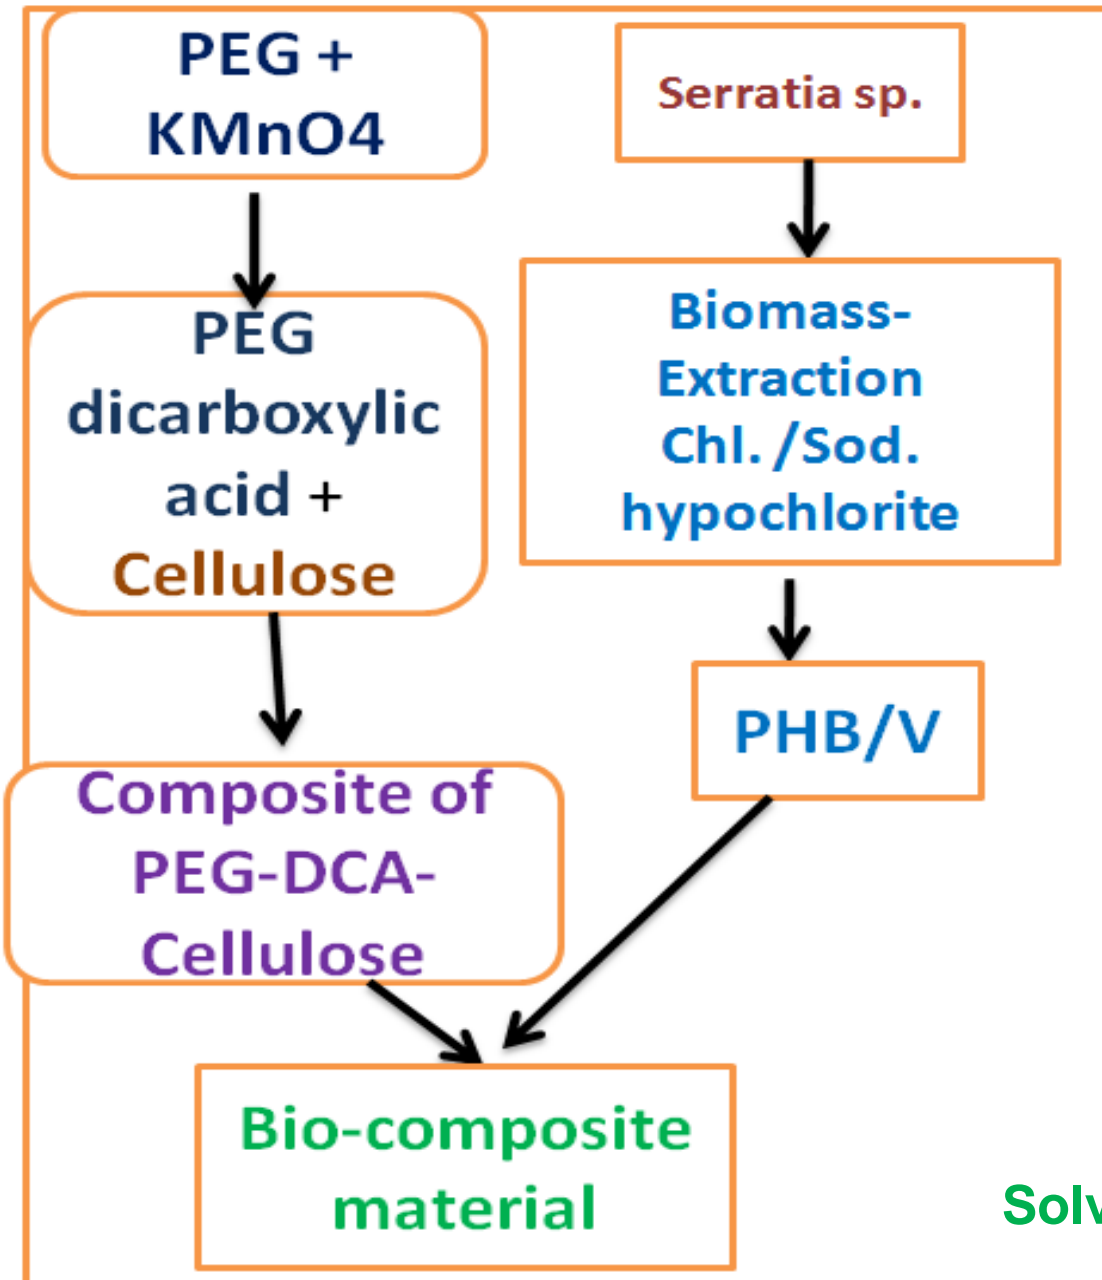 PEG +
KMnO4
PEG
dicarboxylic
acid +
Cellulose
Composite of
PEG-DCA-
Cellulose
Serratia sp.
Biomass-
Extraction
Chl. /Sod.
hypochlorite
PHB/V
Bio-composite
material